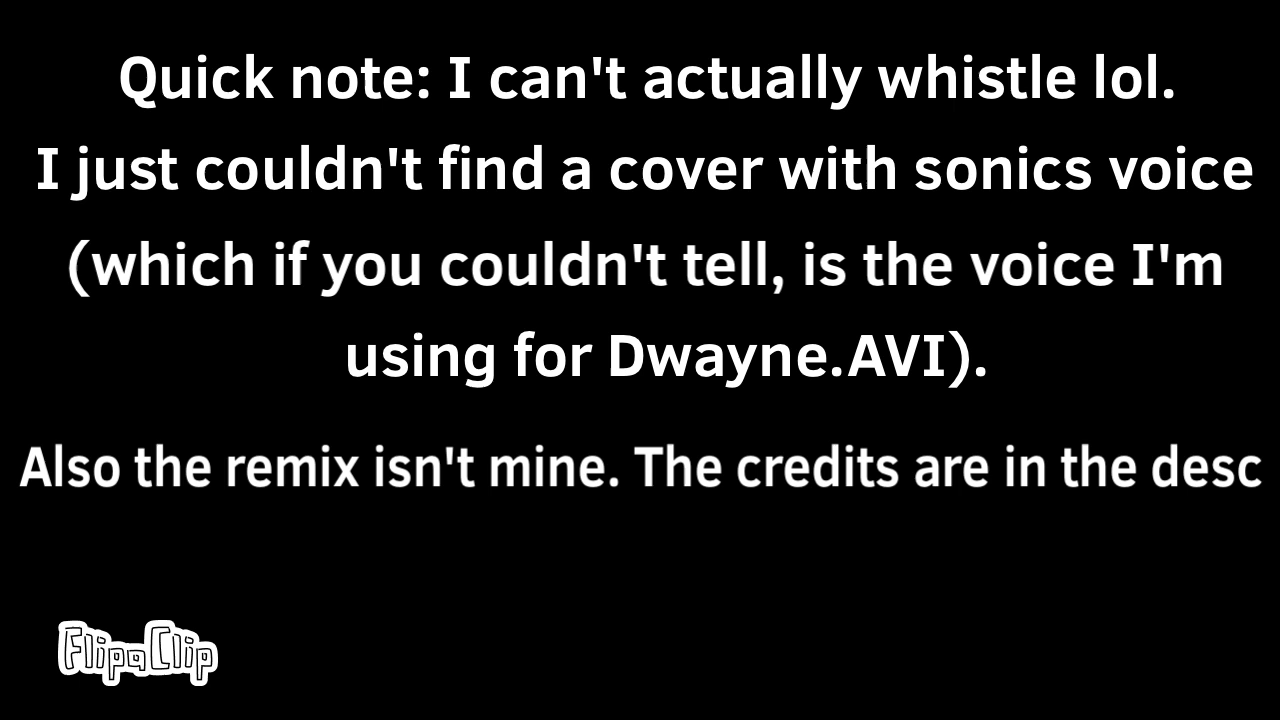 Quick note: I can't actually whistle lol.
I just couldn't find a cover with sonics voice
(which if you couldn't tell, is the voice I'm
using for Dwayne.AVI).
Also the remix isn't mine. The credits are in the desc
FlipaClip